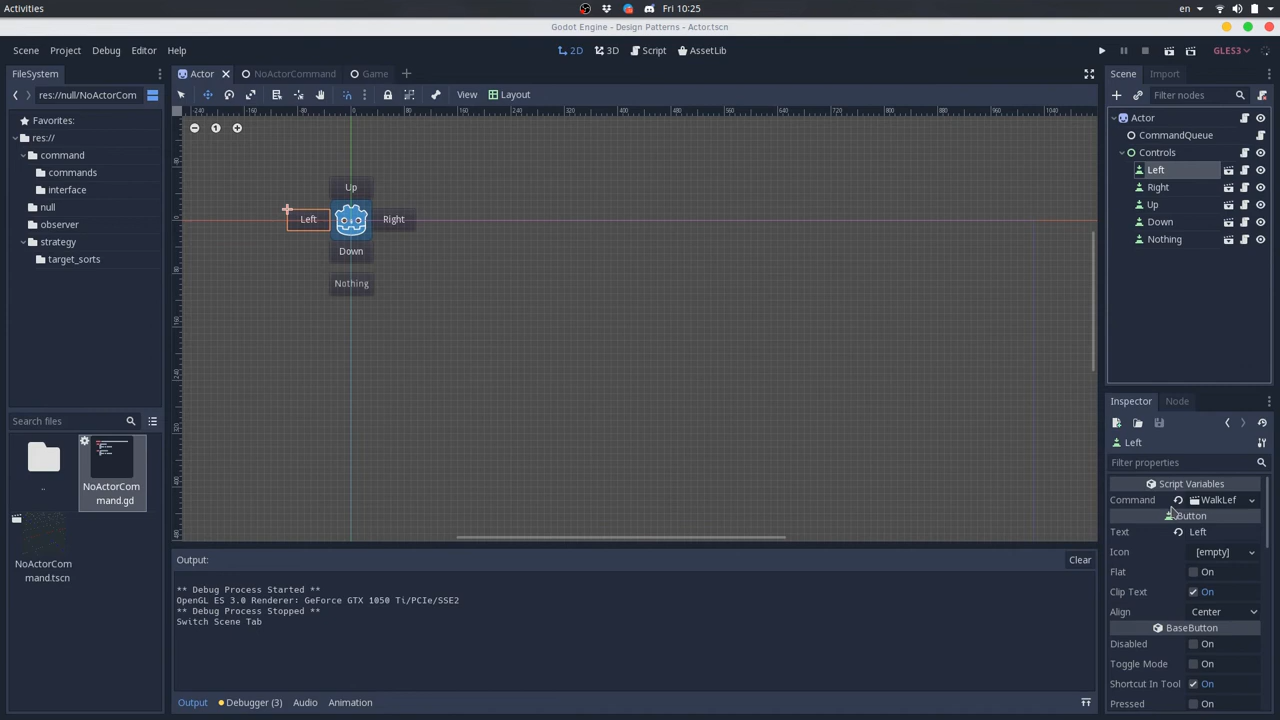 Activities
Fri 10:25
en
Godot Engine - Design Patterns - Actor.tscn
Scene Project Debug Editor Help
2D 3D Script AssetLib
GLES3
FileSystem
res://null/NoActorCom
Favorites:
res://
command
commands
interface
null
observer
strategy
target_sorts
Search files
..
NoActorCom
mand.gd
NoActorCom
mand.tscn
Actor NoActorCommand Game
View Layout
Up
Left Right
Down
Nothing
Output: Clear
** Debug Process Started **
OpenGL ES 3.0 Renderer: GeForce GTX 1050 Ti/PCIe/SSE2
** Debug Process Stopped **
Switch Scene Tab
Output Debugger (3) Audio Animation
Scene Import
Filter nodes
Actor
CommandQueue
Controls
Left
Right
Up
Down
Nothing
Inspector Node
Left
Filter properties
Script Variables
Command WalkLef
Button
Text Left
Icon [empty]
Flat On
Clip Text On
Align Center
BaseButton
Disabled On
Toggle Mode On
Shortcut In Tool On
Pressed On